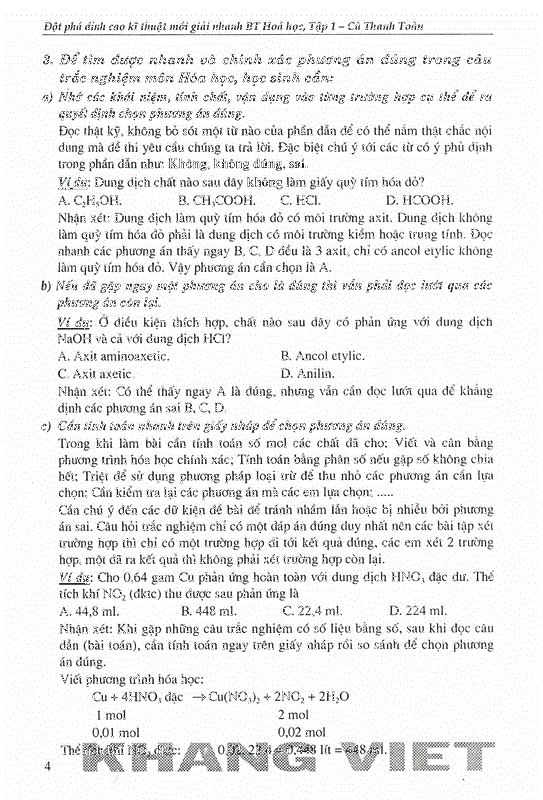 Đột phá đỉnh cao kĩ thuật mới giải nhanh BT Hoá học, Tập 1 – Cù Thanh Toàn
3. Để tìm được nhanh và chính xác phương án đúng trong câu
trắc nghiệm môn Hóa học, học sinh cần:
a) Nhớ các khái niệm, tính chất, vận dụng vào từng trường hợp cụ thể để ra
quyết định chọn phương án đúng.
Đọc thật kỹ, không bỏ sót một từ nào của phần dẫn để có thể nắm thật chắc nội
dung mà đề thi yêu cầu chúng ta trả lời. Đặc biệt chú ý tới các từ có ý phủ định
trong phần dẫn như: Không, không đúng, sai.
Ví dụ: Dung dịch chất nào sau đây không làm giấy quỳ tím hóa đỏ?
A. C₂H₅OH. B. CH₃COOH. C. HCl. D. HCOOH.
Nhận xét: Dung dịch làm quỳ tím hóa đỏ có môi trường axit. Dung dịch không
làm quỳ tím hóa đỏ phải là dung dịch có môi trường kiềm hoặc trung tính. Đọc
nhanh các phương án thấy ngay B, C, D đều là 3 axit, chỉ có ancol etylic không
làm quỳ tím hóa đỏ. Vậy phương án cần chọn là A.
b) Nếu đã gặp ngay một phương án cho là đúng thì vẫn phải đọc lướt qua các
phương án còn lại.
Ví dụ: Ở điều kiện thích hợp, chất nào sau đây có phản ứng với dung dịch
NaOH và cả với dung dịch HCl?
A. Axit aminoaxetic. B. Ancol etylic.
C. Axit axetic. D. Anilin.
Nhận xét: Có thể thấy ngay A là đúng, nhưng vẫn cần đọc lướt qua để khẳng
định các phương án sai B, C, D.
c) Cần tính toán nhanh trên giấy nháp để chọn phương án đúng.
Trong khi làm bài cần tính toán số mol các chất đã cho; Viết và cân bằng
phương trình hóa học chính xác; Tính toán bằng phân số nếu gặp số không chia
hết; Triệt để sử dụng phương pháp loại trừ để thu nhỏ các phương án cần lựa
chọn; Cần kiểm tra lại các phương án mà các em lựa chọn; .....
Cần chú ý đến các dữ kiện đề bài để tránh nhầm lẫn hoặc bị nhiễu bởi phương
án sai. Câu hỏi trắc nghiệm chỉ có một đáp án đúng duy nhất nên các bài tập xét
trường hợp thì chỉ có một trường hợp đi tới kết quả đúng, các em xét 2 trường
hợp, một đã ra kết quả thì không phải xét trường hợp còn lại.
Ví dụ: Cho 0,64 gam Cu phản ứng hoàn toàn với dung dịch HNO₃ đặc dư. Thể
tích khí NO₂ (đktc) thu được sau phản ứng là
A. 44,8 ml. B. 448 ml. C. 22,4 ml. D. 224 ml.
Nhận xét: Khi gặp những câu trắc nghiệm có số liệu bằng số, sau khi đọc câu
dẫn (bài toán), cần tính toán ngay trên giấy nháp rồi so sánh để chọn phương
án đúng.
Viết phương trình hóa học:
Cu + 4HNO₃ đặc → Cu(NO₃)₂ + 2NO₂ + 2H₂O
1 mol 2 mol
0,01 mol 0,02 mol
Thể tích khí NO₂ được: 0,02. 22,4 = 0,448 lít = 448 ml.
4 KHANG VIET